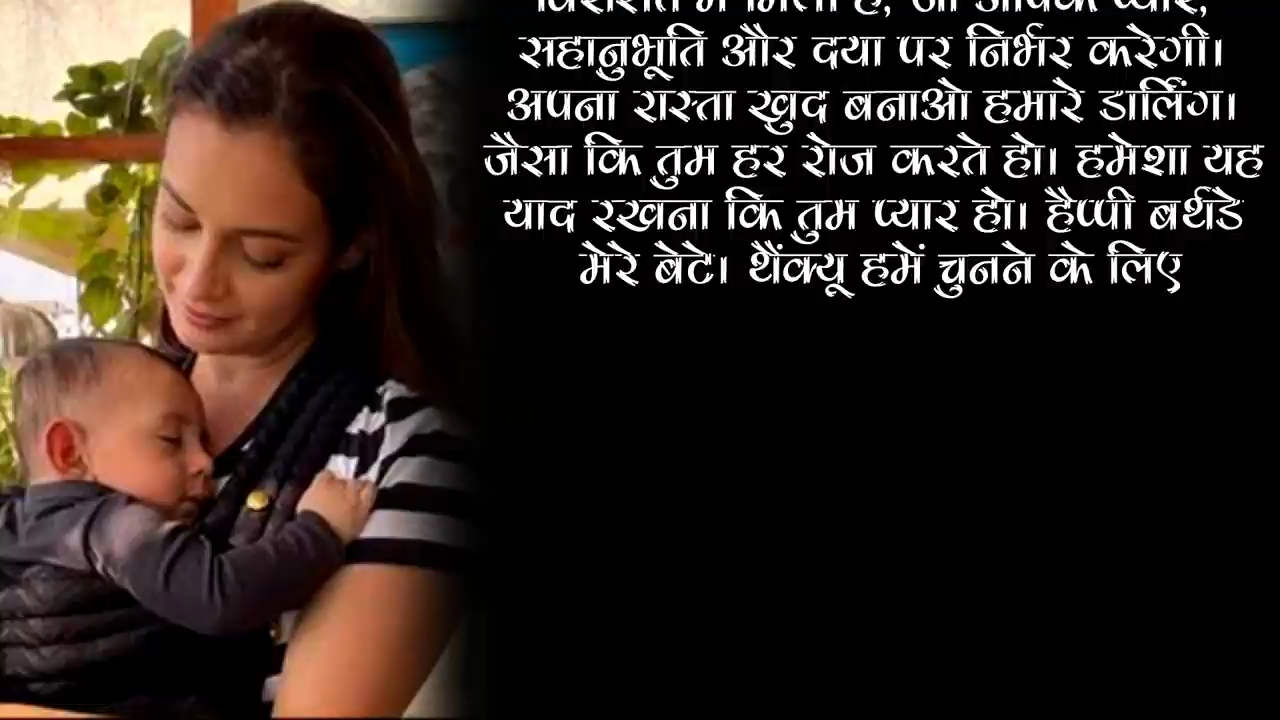 सहानुभूति और दया पर निर्भर करेगी।
अपना रास्ता खुद बनाओ हमारे डार्लिंग।
जैसा कि तुम हर रोज करते हो। हमेशा यह
याद रखना कि तुम प्यार हो। हैप्पी बर्थडे
मेरे बेटे। थैंक्यू हमें चुनने के लिए